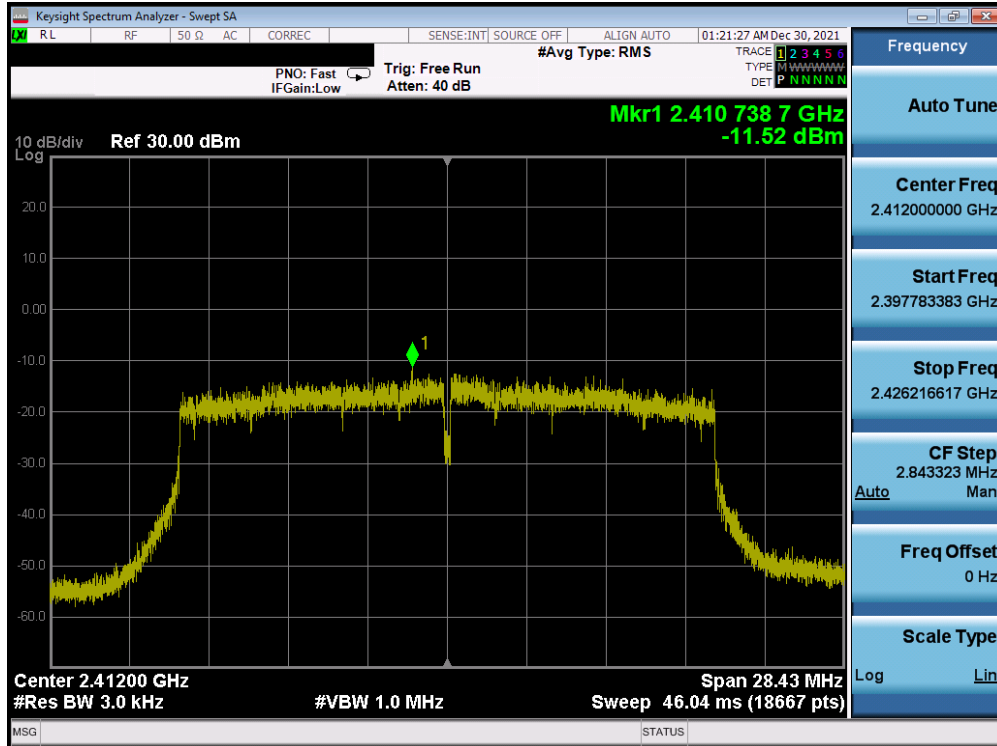 Keysight Spectrum Analyzer - Swept SA
LXI RL RF 50 Ω AC CORREC SENSE:INT SOURCE OFF ALIGN AUTO 01:21:27 AM Dec 30, 2021
#Avg Type: RMS
TRACE 1 2 3 4 5 6
PNO: Fast
Trig: Free Run
TYPE M WWWWW
IFGain:Low
Atten: 40 dB
DET P N N N N N
Mkr1 2.410 738 7 GHz
-11.52 dBm
10 dB/div
Ref 30.00 dBm
Log
20.0
10.0
0.00
-10.0
-20.0
-30.0
-40.0
-50.0
-60.0
1
Center 2.41200 GHz
Span 28.43 MHz
#Res BW 3.0 kHz
#VBW 1.0 MHz
Sweep 46.04 ms (18667 pts)
MSG
STATUS
Frequency
Auto Tune
Center Freq
2.412000000 GHz
Start Freq
2.397783383 GHz
Stop Freq
2.426216617 GHz
CF Step
2.843323 MHz
Auto Man
Freq Offset
0 Hz
Scale Type
Log Lin